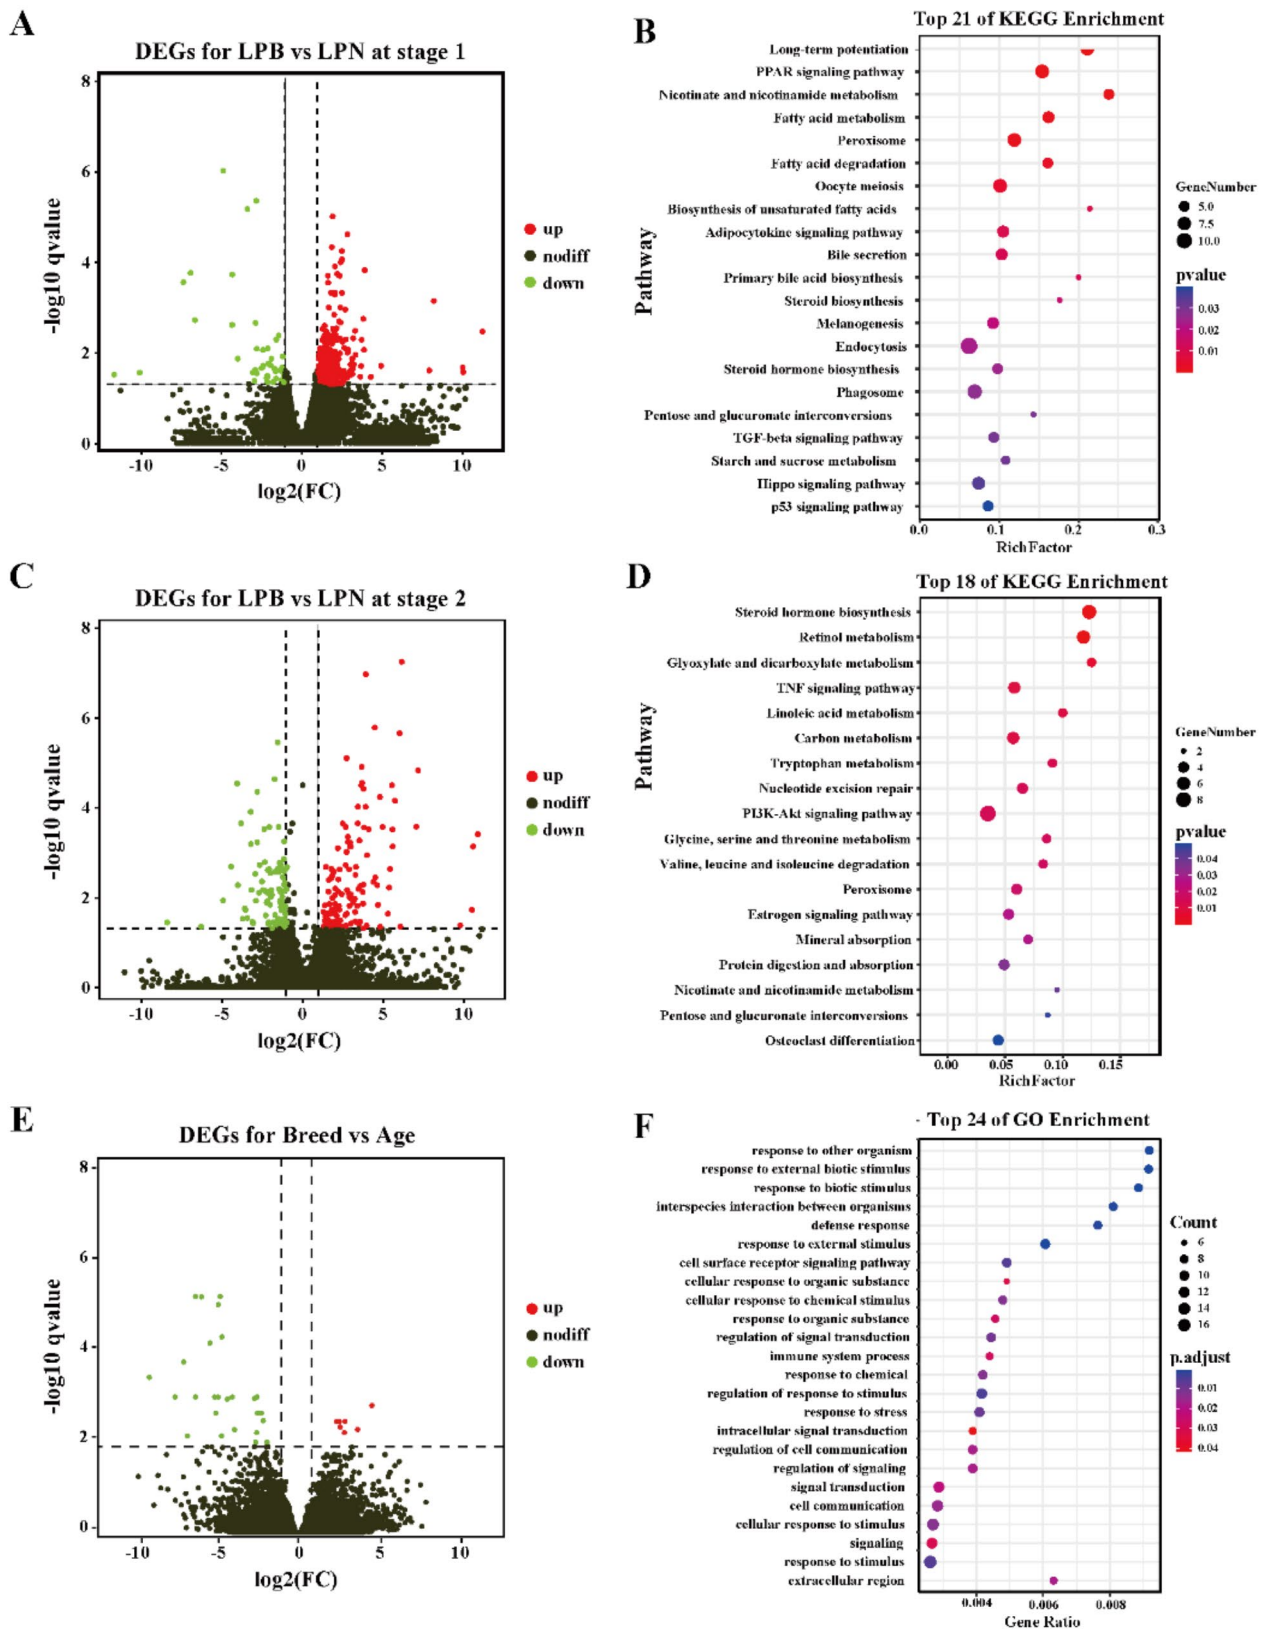 A
DEGs for LPB vs LPN at stage 1
-log10 qvalue
8
6
4
2
0
-10
-5
0
5
10
log2(FC)
up
nodiff
down
B
Top 21 of KEGG Enrichment
Pathway
Long-term potentiation
PPAR signaling pathway
Nicotinate and nicotinamide metabolism
Fatty acid metabolism
Peroxisome
Fatty acid degradation
Oocyte meiosis
Biosynthesis of unsaturated fatty acids
Adipocytokine signaling pathway
Bile secretion
Primary bile acid biosynthesis
Steroid biosynthesis
Melanogenesis
Endocytosis
Steroid hormone biosynthesis
Phagosome
Pentose and glucuronate interconversions
TGF-beta signaling pathway
Starch and sucrose metabolism
Hippo signaling pathway
p53 signaling pathway
0.0
0.1
0.2
0.3
RichFactor
GeneNumber
5.0
7.5
10.0
pvalue
0.03
0.02
0.01
C
DEGs for LPB vs LPN at stage 2
-log10 qvalue
8
6
4
2
0
-10
-5
0
5
10
log2(FC)
up
nodiff
down
D
Top 18 of KEGG Enrichment
Pathway
Steroid hormone biosynthesis
Retinol metabolism
Glyoxylate and dicarboxylate metabolism
TNF signaling pathway
Linoleic acid metabolism
Carbon metabolism
Tryptophan metabolism
Nucleotide excision repair
PI3K-Akt signaling pathway
Glycine, serine and threonine metabolism
Valine, leucine and isoleucine degradation
Peroxisome
Estrogen signaling pathway
Mineral absorption
Protein digestion and absorption
Nicotinate and nicotinamide metabolism
Pentose and glucuronate interconversions
Osteoclast differentiation
0.00
0.05
0.10
0.15
RichFactor
GeneNumber
2
4
6
8
pvalue
0.04
0.03
0.02
0.01
E
DEGs for Breed vs Age
-log10 qvalue
8
6
4
2
0
-10
-5
0
5
10
log2(FC)
up
nodiff
down
F
- Top 24 of GO Enrichment
response to other organism
response to external biotic stimulus
response to biotic stimulus
interspecies interaction between organisms
defense response
response to external stimulus
cell surface receptor signaling pathway
cellular response to organic substance
cellular response to chemical stimulus
response to organic substance
regulation of signal transduction
immune system process
response to chemical
regulation of response to stimulus
response to stress
intracellular signal transduction
regulation of cell communication
regulation of signaling
signal transduction
cell communication
cellular response to stimulus
signaling
response to stimulus
extracellular region
0.004
0.006
0.008
Gene Ratio
Count
6
8
10
12
14
16
p.adjust
0.01
0.02
0.03
0.04